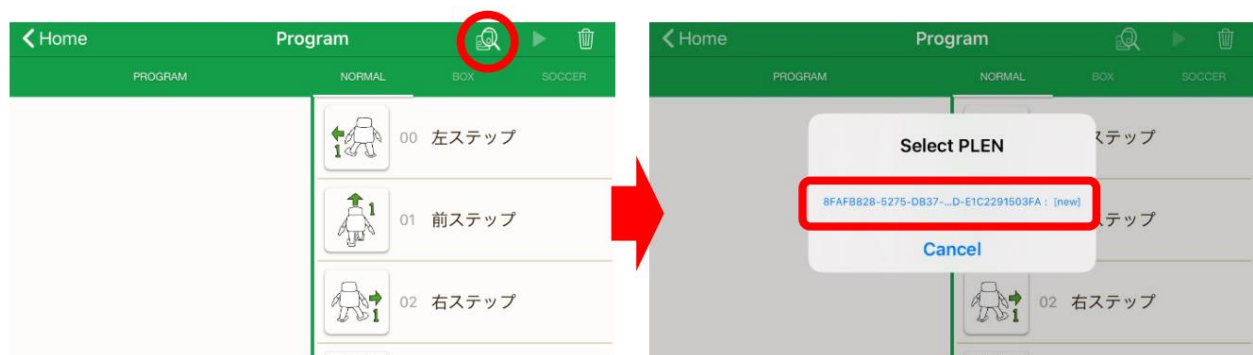 Home
Program
PROGRAM
NORMAL
BOX
SOCCER
1
00 左ステップ
1
01 前ステップ
1
02 右ステップ
Home
Program
PROGRAM
NORMAL
BOX
SOCCER
ステップ
Select PLEN
8FAFB828-5275-DB37-...D-E1C2291503FA : [new]
ステップ
Cancel
1
02 右ステップ